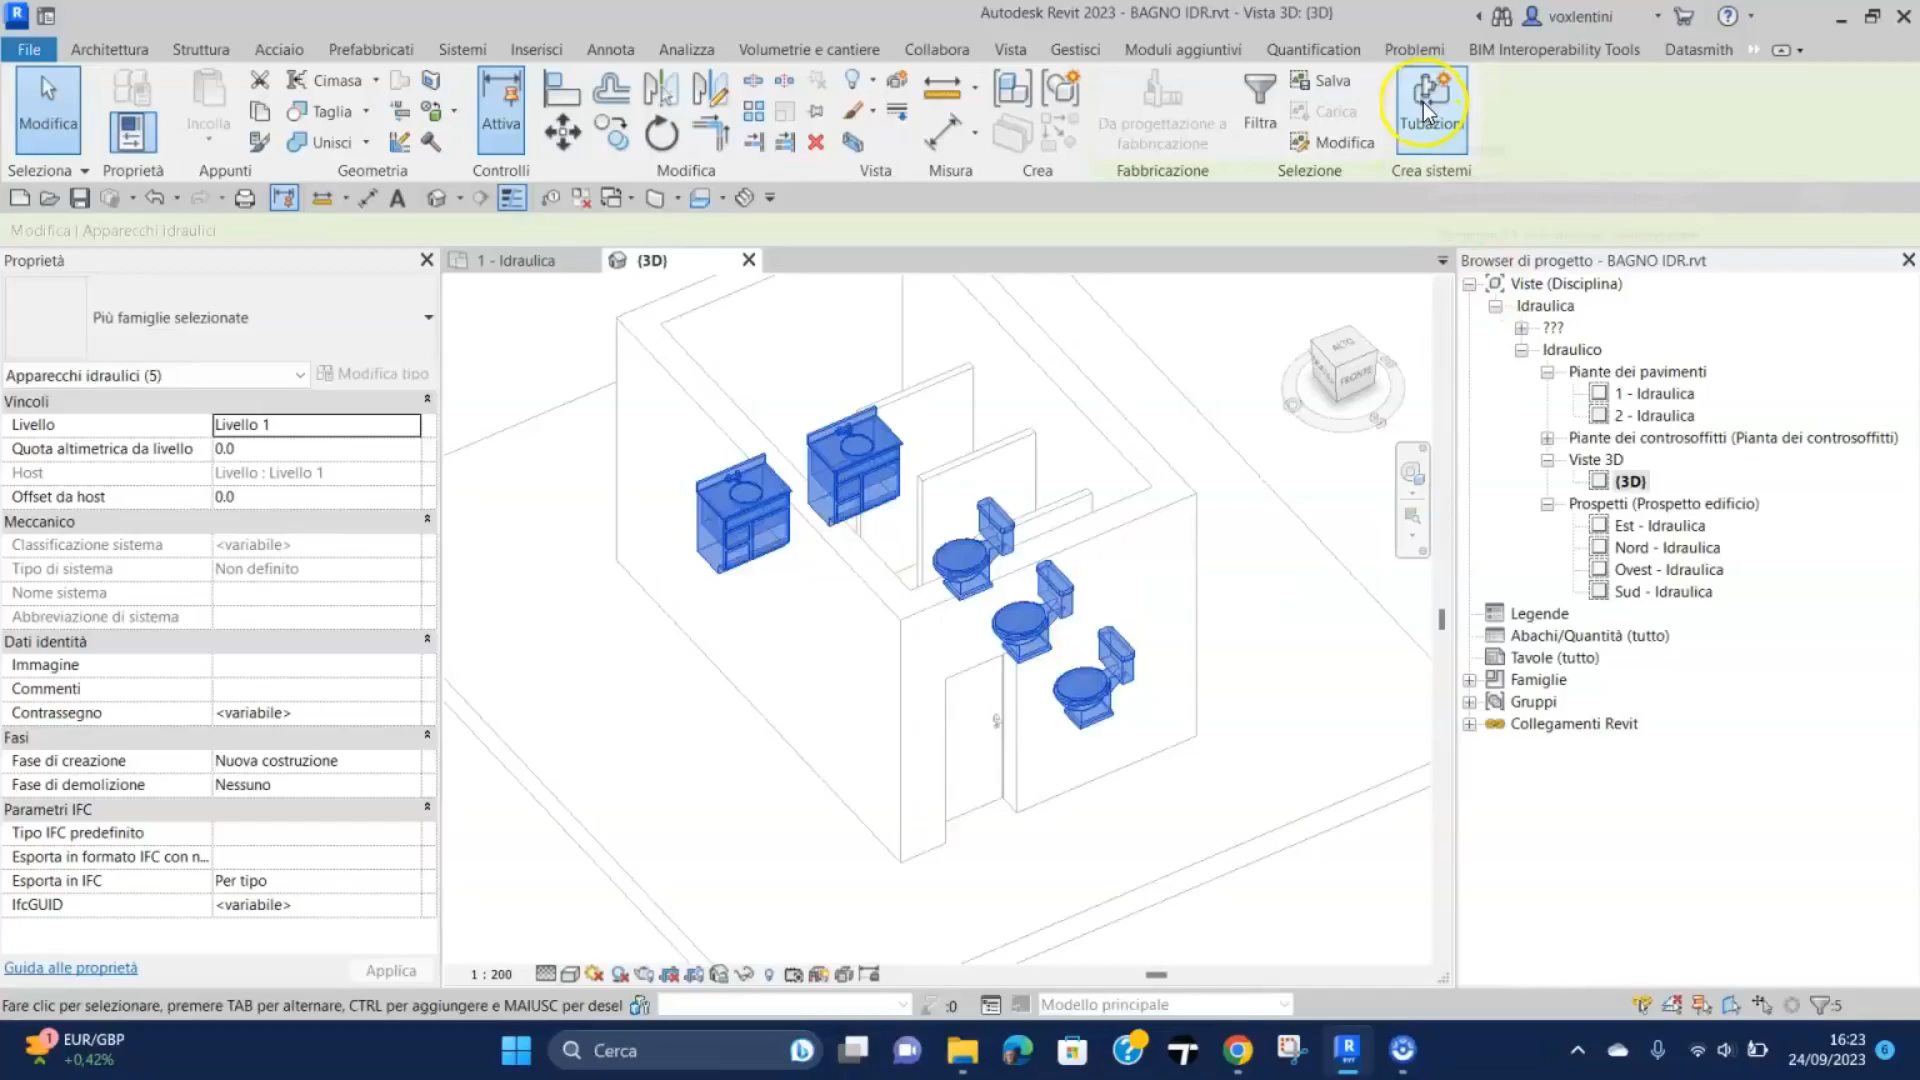 Autodesk Revit 2023 - BAGNO IDR.rvt - Vista 3D: {3D}
voxlentini
File Architettura Struttura Acciaio Prefabbricati Sistemi Inserisci Annota Analizza Volumetrie e cantiere Collabora Vista Gestisci Moduli aggiuntivi Quantification Problemi BIM Interoperability Tools Datasmith
Modifica
Incolla
Cimasa
Taglia
Unisci
Attiva
Da progettazione a
fabbricazione
Filtra
Salva
Carica
Modifica
Tubazioni
Seleziona Proprietà Appunti Geometria Controlli Modifica Vista Misura Crea Fabbricazione Selezione Crea sistemi
Modifica | Apparecchi idraulici
Proprietà
1 - Idraulica
{3D}
Browser di progetto - BAGNO IDR.rvt
Più famiglie selezionate
Apparecchi idraulici (5)
Modifica tipo
Vincoli
Livello Livello 1
Quota altimetrica da livello 0.0
Host Livello : Livello 1
Offset da host 0.0
Meccanico
Classificazione sistema <variabile>
Tipo di sistema Non definito
Nome sistema
Abbreviazione di sistema
Dati identità
Immagine
Commenti
Contrassegno <variabile>
Fasi
Fase di creazione Nuova costruzione
Fase di demolizione Nessuno
Parametri IFC
Tipo IFC predefinito
Esporta in formato IFC con n...
Esporta in IFC Per tipo
IfcGUID <variabile>
Guida alle proprietà
Applica
ALTO
FRONTE
Viste (Disciplina)
Idraulica
???
Idraulico
Piante dei pavimenti
1 - Idraulica
2 - Idraulica
Piante dei controsoffitti (Pianta dei controsoffitti)
Viste 3D
{3D}
Prospetti (Prospetto edificio)
Est - Idraulica
Nord - Idraulica
Ovest - Idraulica
Sud - Idraulica
Legende
Abachi/Quantità (tutto)
Tavole (tutto)
Famiglie
Gruppi
Collegamenti Revit
1 : 200
Fare clic per selezionare, premere TAB per alternare, CTRL per aggiungere e MAIUSC per desel
:0
Modello principale
:5
EUR/GBP
+0,42%
Cerca
16:23
24/09/2023
6